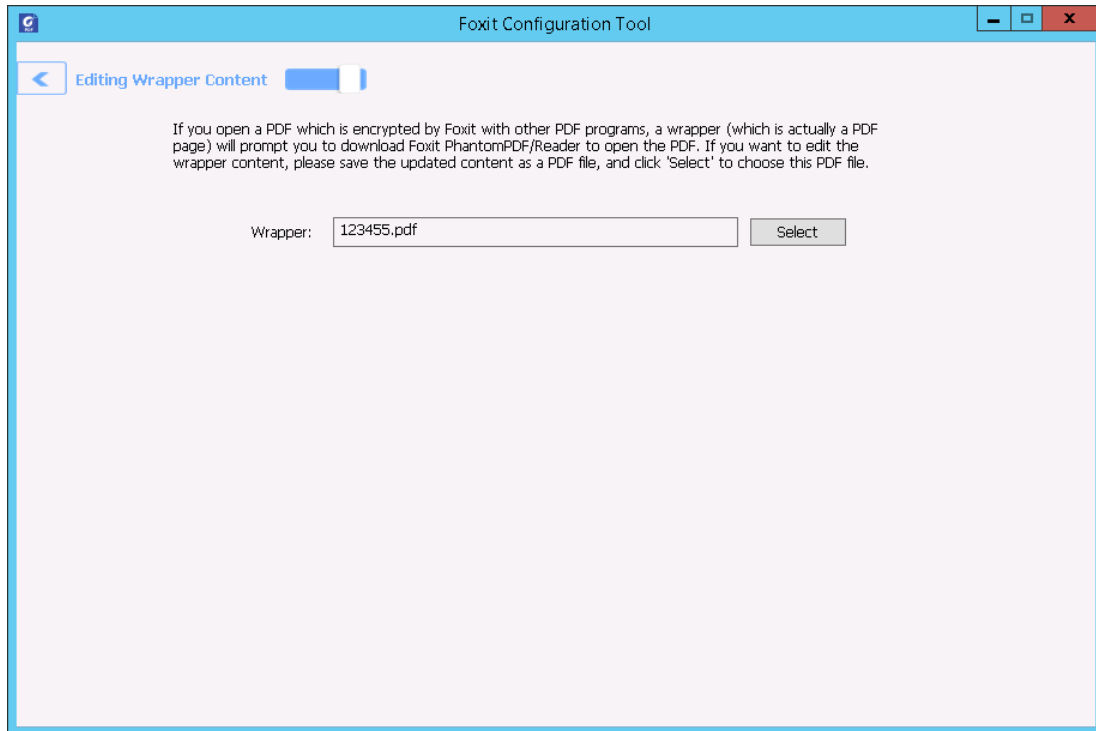 Foxit Configuration Tool
Editing Wrapper Content
If you open a PDF which is encrypted by Foxit with other PDF programs, a wrapper (which is actually a PDF
page) will prompt you to download Foxit PhantomPDF/Reader to open the PDF. If you want to edit the
wrapper content, please save the updated content as a PDF file, and click 'Select' to choose this PDF file.
Wrapper: 123455.pdf Select